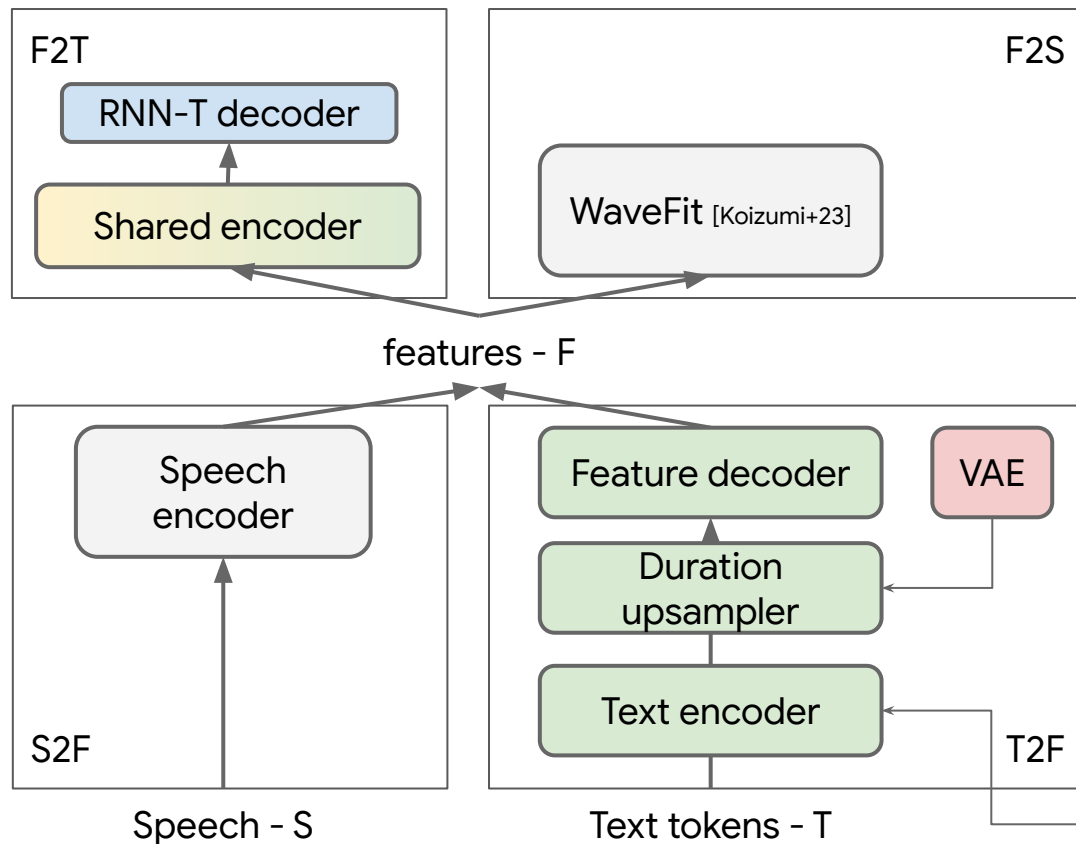 F2T
RNN-T decoder
Shared encoder
F2S
WaveFit [Koizumi+23]
features - F
Speech
encoder
S2F
Speech - S
Feature decoder
VAE
Duration
upsampler
Text encoder
T2F
Text tokens - T